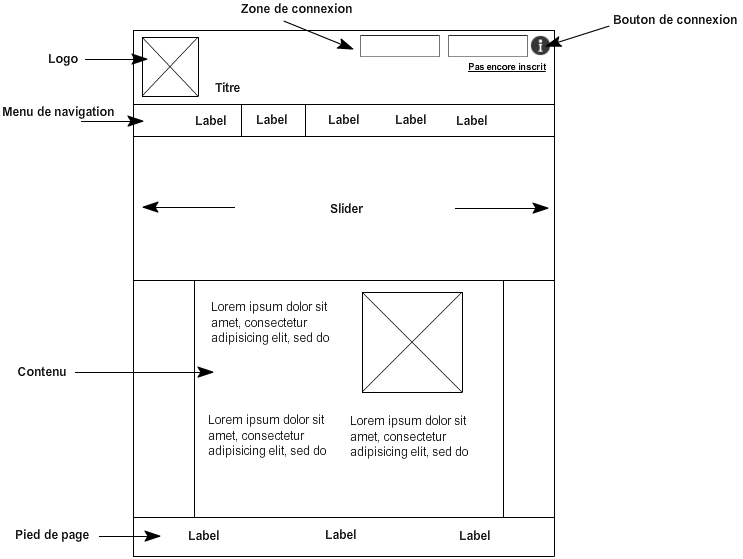 Zone de connexion
Bouton de connexion
Logo
Pas encore inscrit
Titre
Menu de navigation
Label Label Label Label Label
Slider
Lorem ipsum dolor sit
amet, consectetur
adipisicing elit, sed do
Contenu
Lorem ipsum dolor sit
amet, consectetur
adipisicing elit, sed do
Lorem ipsum dolor sit
amet, consectetur
adipisicing elit, sed do
Pied de page
Label Label Label